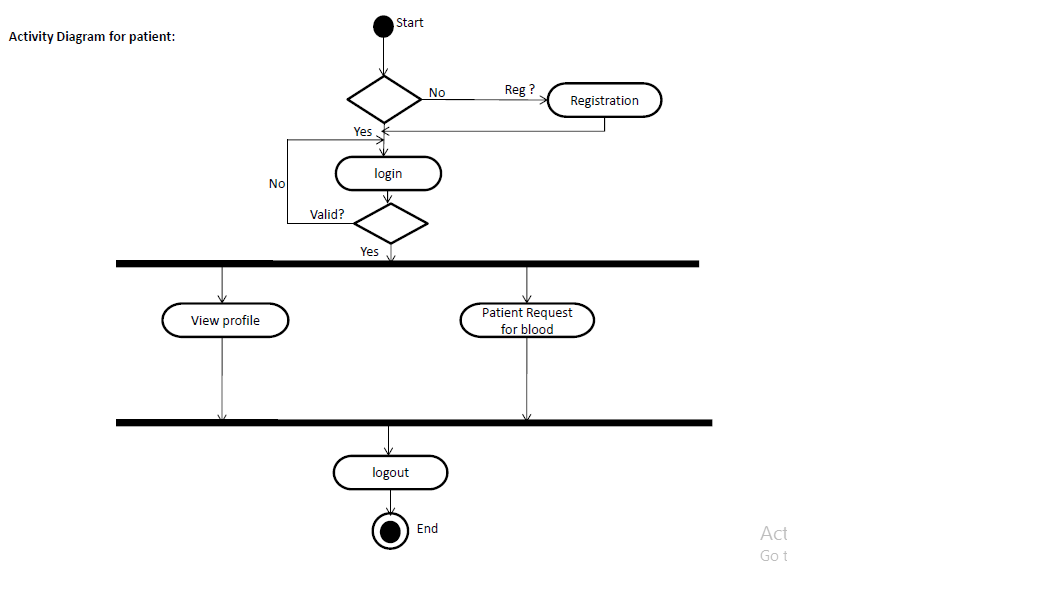 Start
Activity Diagram for patient:
No
Reg ?
Registration
Yes
login
No
Valid?
Yes
View profile
Patient Request
for blood
logout
End
Act
Go t